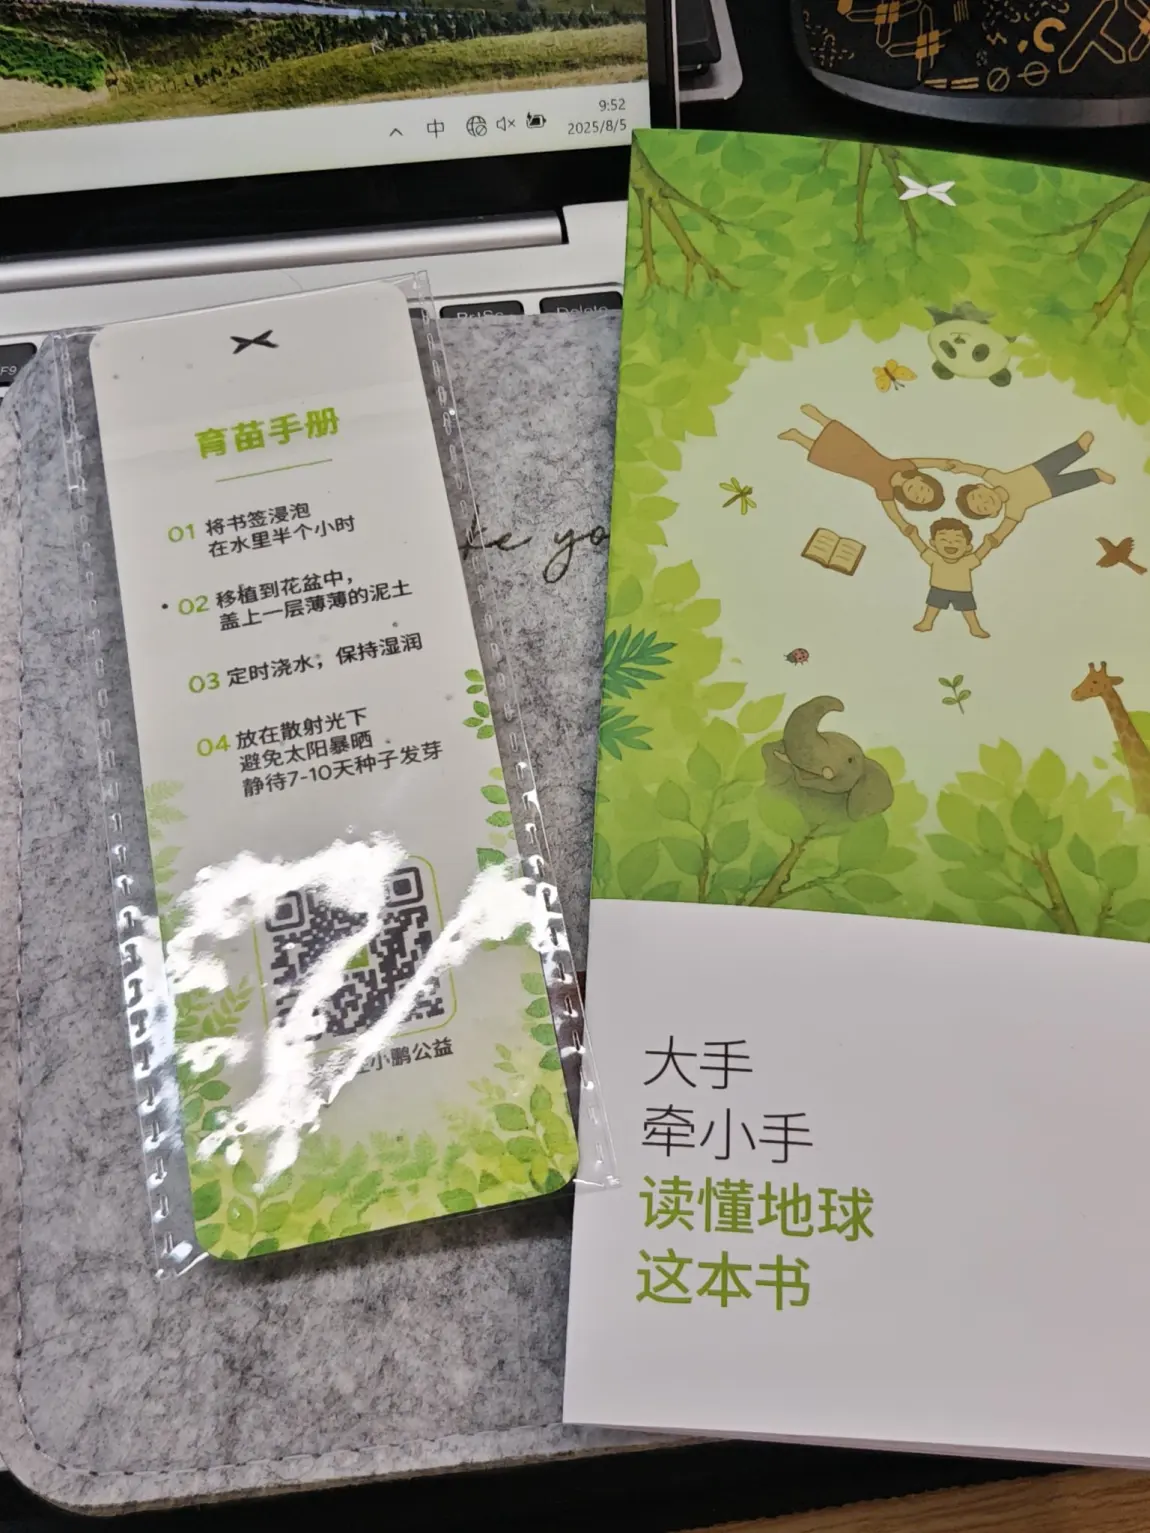 9:52
中
2025/8/5
PrtSc
Delete
F9
育苗手册
01 将书签浸泡
在水里半个小时
02 移植到花盆中，
盖上一层薄薄的泥土
03 定时浇水，保持湿润
04 放在散射光下
避免太阳暴晒
静待7-10天种子发芽
小鹏公益
yo
大手
牵小手
读懂地球
这本书